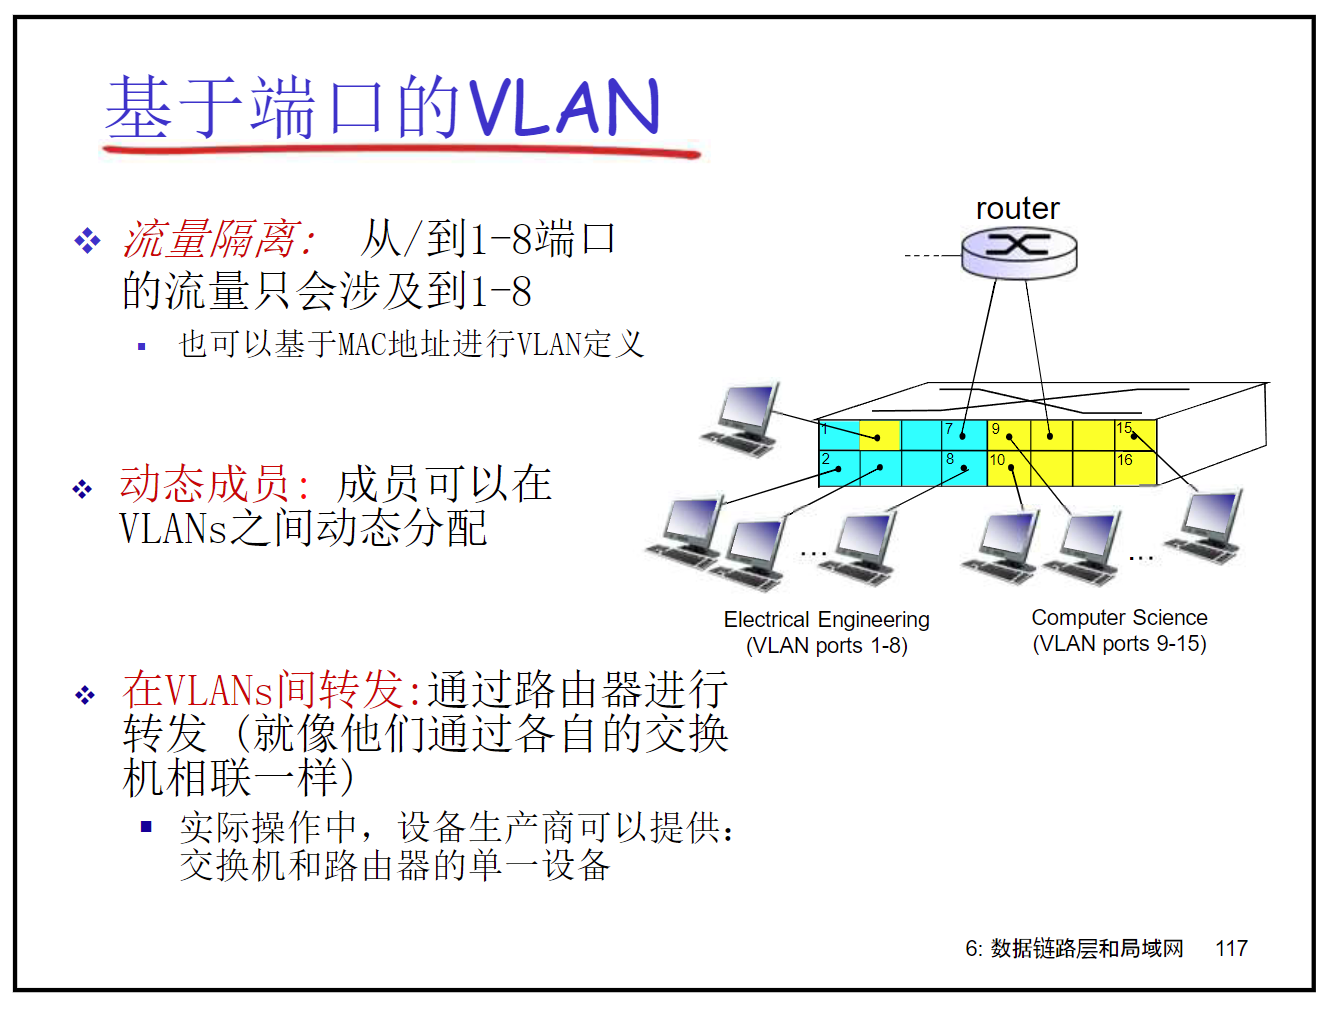 基于端口的VLAN
流量隔离: 从/到1-8端口
的流量只会涉及到1-8
也可以基于MAC地址进行VLAN定义
动态成员: 成员可以在
VLANs之间动态分配
在VLANs间转发:通过路由器进行
转发 (就像他们通过各自的交换
机相联一样)
实际操作中，设备生产商可以提供：
交换机和路由器的单一设备
router
1 7 9 15
2 8 10 16
... ...
Electrical Engineering
(VLAN ports 1-8)
Computer Science
(VLAN ports 9-15)
6: 数据链路层和局域网 117